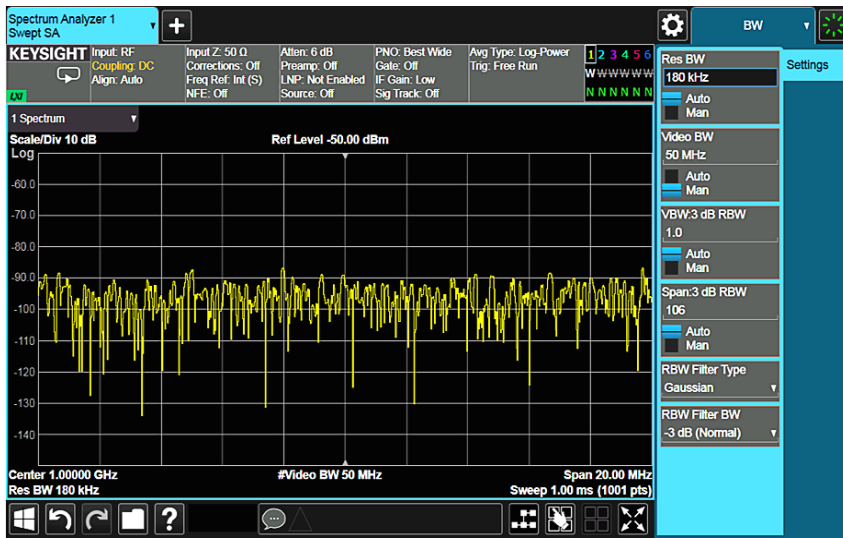 Spectrum Analyzer 1
Swept SA
+
BW
KEYSIGHT
Input: RF
Coupling: DC
Align: Auto
LXI
Input Z: 50 Ω
Corrections: Off
Freq Ref: Int (S)
NFE: Off
Atten: 6 dB
Preamp: Off
LNP: Not Enabled
Source: Off
PNO: Best Wide
Gate: Off
IF Gain: Low
Sig Track: Off
Avg Type: Log-Power
Trig: Free Run
1 2 3 4 5 6
W W W W W W
N N N N N N
1 Spectrum
Scale/Div 10 dB
Ref Level -50.00 dBm
Log
-60.0
-70.0
-80.0
-90.0
-100
-110
-120
-130
-140
Center 1.00000 GHz
#Video BW 50 MHz
Span 20.00 MHz
Res BW 180 kHz
Sweep 1.00 ms (1001 pts)
?
Res BW
180 kHz
Auto
Man
Video BW
50 MHz
Auto
Man
VBW:3 dB RBW
1.0
Auto
Man
Span:3 dB RBW
106
Auto
Man
RBW Filter Type
Gaussian
RBW Filter BW
-3 dB (Normal)
Settings